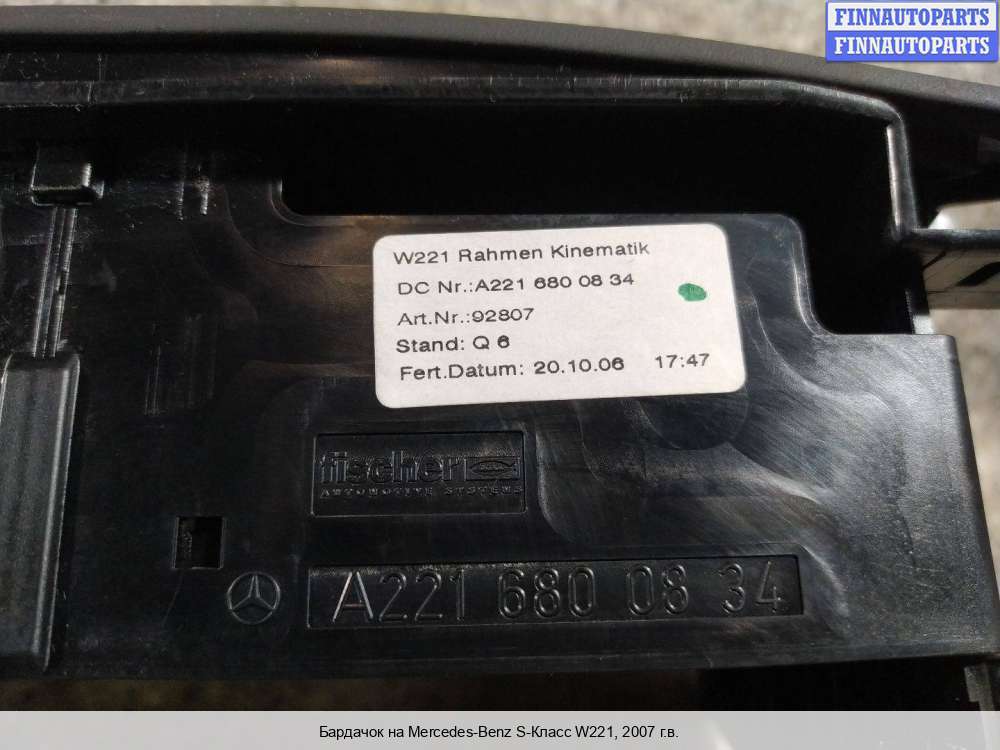 FINNAUTOPARTS
FINNAUTOPARTS
W221 Rahmen Kinematik
DC Nr.:A221 680 08 34
Art.Nr.:92807
Stand: Q 6
Fert.Datum: 20.10.06 17:47
fischer
AUTOMOTIVE SYSTEMS
A221 680 08 34
Бардачок на Mercedes-Benz S-Класс W221, 2007 г.в.